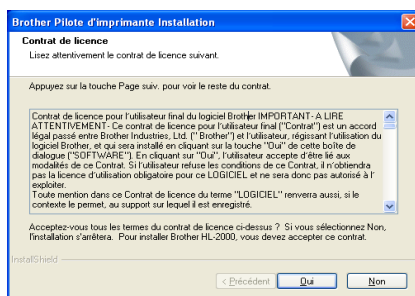 Brother Pilote d'imprimante Installation
Contrat de licence
Lisez attentivement le contrat de licence suivant.
Appuyez sur la touche Page suiv. pour voir le reste du contrat.
Contrat de licence pour l'utilisateur final du logiciel Brother IMPORTANT- A LIRE
ATTENTIVEMENT- Ce contrat de licence pour l'utilisateur final ("Contrat") est un accord
légal passé entre Brother Industries, Ltd. (" Brother") et l'utilisateur, régissant l'utilisation
du logiciel Brother, et qui sera installé en cliquant sur la touche "Oui" de cette boîte de
dialogue ("SOFTWARE"). En cliquant sur "Oui", l'utilisateur accepte d'être lié aux
modalités de ce Contrat. Si l'utilisateur refuse les conditions de ce Contrat, il n'obtiendra
pas la licence d'utilisation obligatoire pour ce LOGICIEL et ne sera donc pas autorisé à l'
exploiter.
Toute mention dans ce Contrat de licence du terme "LOGICIEL" renverra aussi, si le
contexte le permet, au support sur lequel il est enregistré.
Acceptez-vous tous les termes du contrat de licence ci-dessus ? Si vous sélectionnez Non,
l'installation s'arrêtera. Pour installer Brother HL-2000, vous devez accepter ce contrat.
InstallShield
< Précédent
Oui
Non